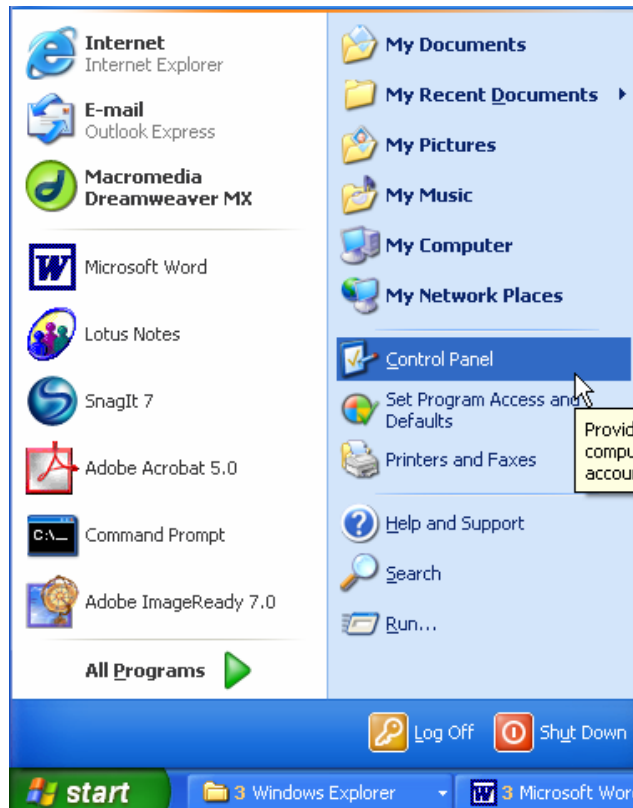 Internet
Internet Explorer
E-mail
Outlook Express
Macromedia
Dreamweaver MX
Microsoft Word
Lotus Notes
SnagIt 7
Adobe Acrobat 5.0
C:\_
Command Prompt
Adobe ImageReady 7.0
All Programs
My Documents
My Recent Documents
My Pictures
My Music
My Computer
My Network Places
Control Panel
Set Program Access and
Defaults
Provid
compu
accour
Printers and Faxes
Help and Support
Search
Run...
Log Off
Shut Down
start
3 Windows Explorer
3 Microsoft Wor